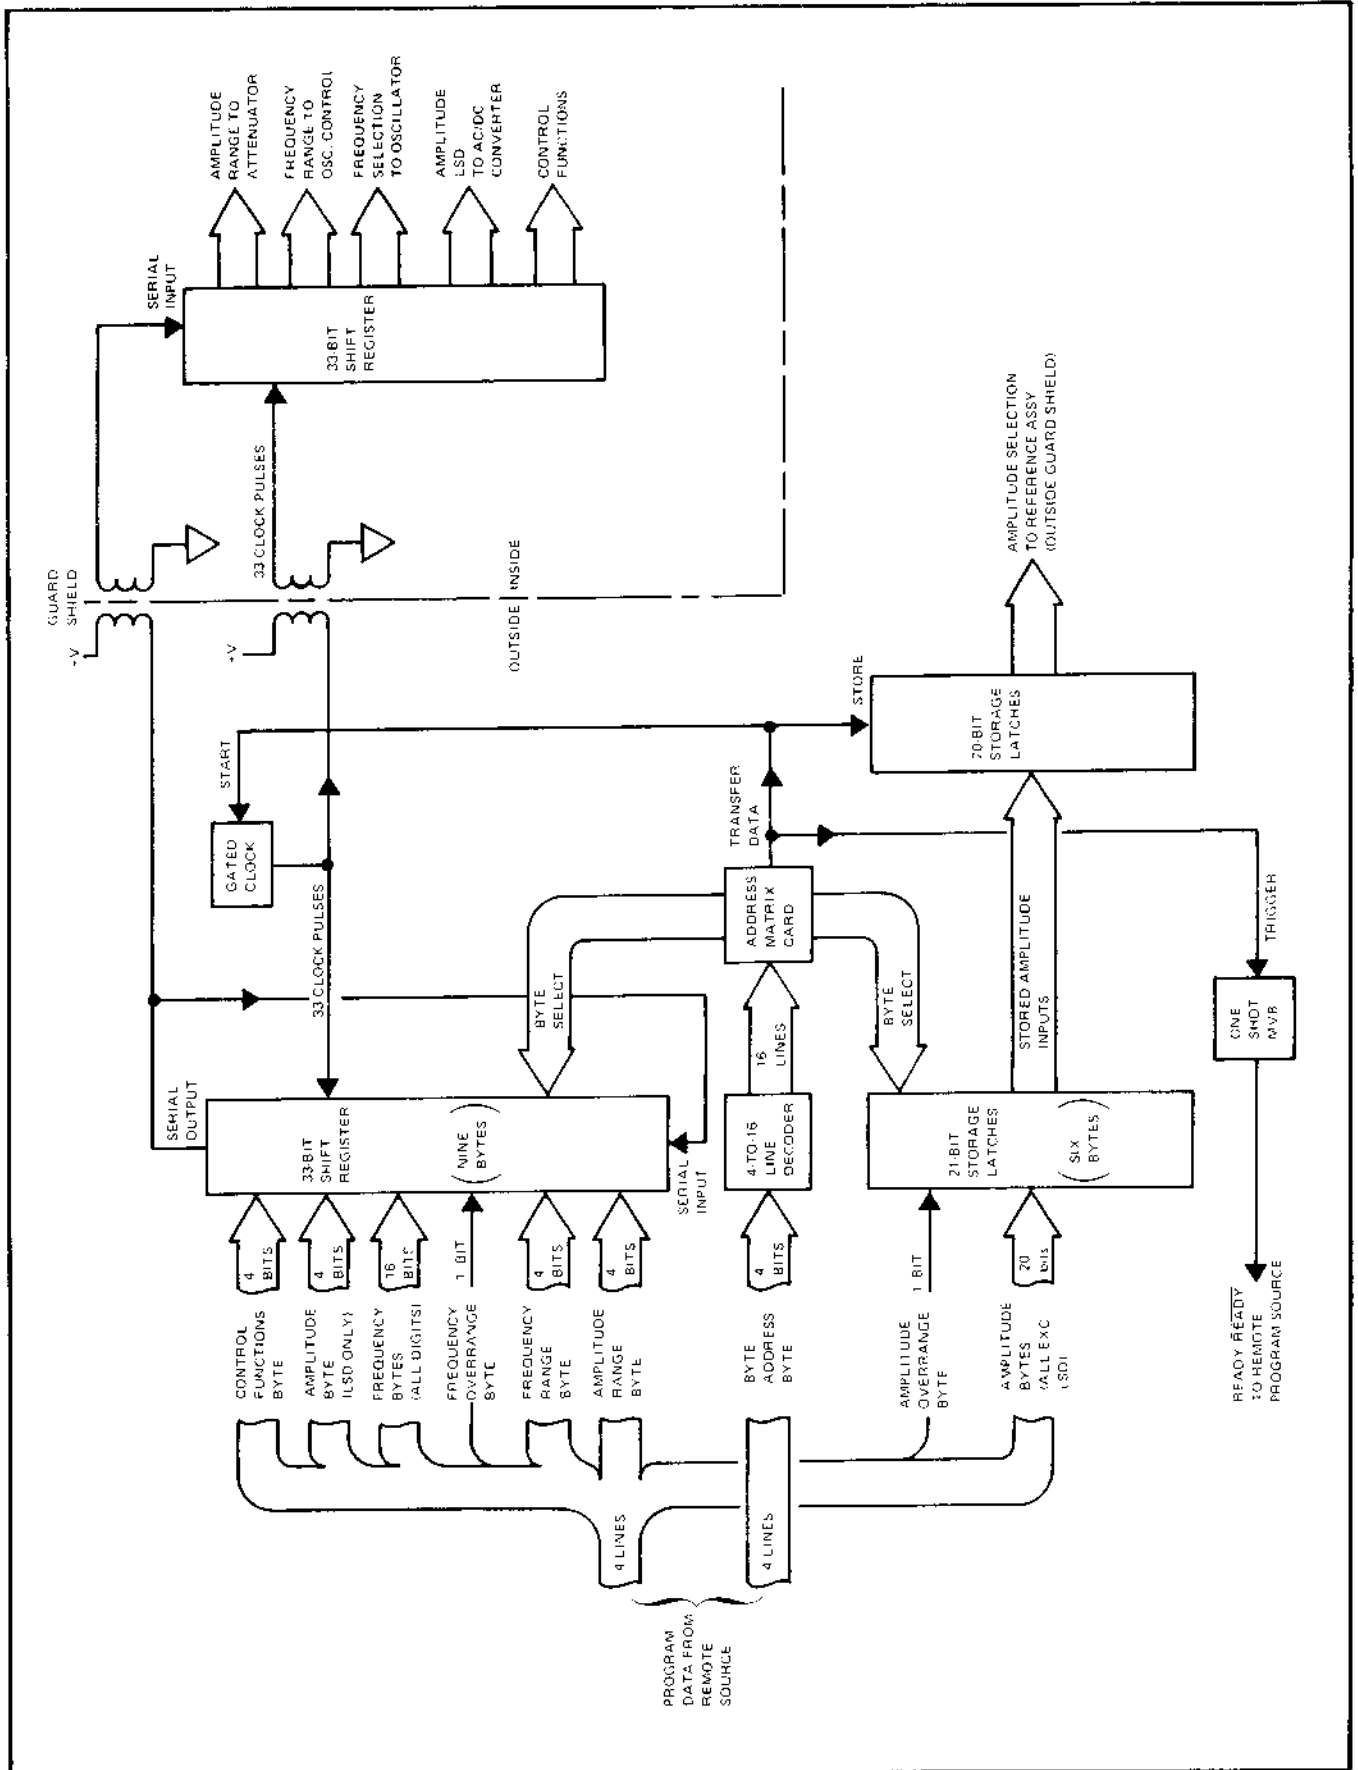 PROGRAM
DATA FROM
REMOTE
SOURCE
4 LINES
4 LINES
CONTROL
FUNCTIONS
BYTE
4
BITS
AMPLITUDE
BYTE
(LSD ONLY)
4
BITS
FREQUENCY
BYTES
(ALL DIGITS)
16
BITS
FREQUENCY
OVERRANGE
BYTE
1 BIT
FREQUENCY
RANGE
BYTE
4
BITS
AMPLITUDE
RANGE
BYTE
4
BITS
BYTE
ADDRESS
BYTE
4
BITS
AMPLITUDE
OVERRANGE
BYTE
1 BIT
AMPLITUDE
BYTES
(ALL EXC
LSD)
20
bits
SERIAL
OUTPUT
33-BIT
SHIFT
REGISTER
(NINE
BYTES)
SERIAL
INPUT
4-TO-16
LINE
DECODER
16
LINES
21-BIT
STORAGE
LATCHES
(SIX
BYTES)
33 CLOCK PULSES
BYTE
SELECT
BYTE
SELECT
GATED
CLOCK
START
ADDRESS
MATRIX
CARD
TRANSFER
DATA
STORED AMPLITUDE
INPUTS
STORE
20-BIT
STORAGE
LATCHES
AMPLITUDE SELECTION
TO REFERENCE ASSY
(OUTSIDE GUARD SHIELD)
TRIGGER
ONE
SHOT
MVB
READY READY
TO REMOTE
PROGRAM SOURCE
GUARD
SHIELD
+V
+V
OUTSIDE INSIDE
33 CLOCK PULSES
SERIAL
INPUT
33-BIT
SHIFT
REGISTER
AMPLITUDE
RANGE TO
ATTENUATOR
FREQUENCY
RANGE TO
OSC. CONTROL
FREQUENCY
SELECTION
TO OSCILLATOR
AMPLITUDE
LSD
TO AC/DC
CONVERTER
CONTROL
FUNCTIONS